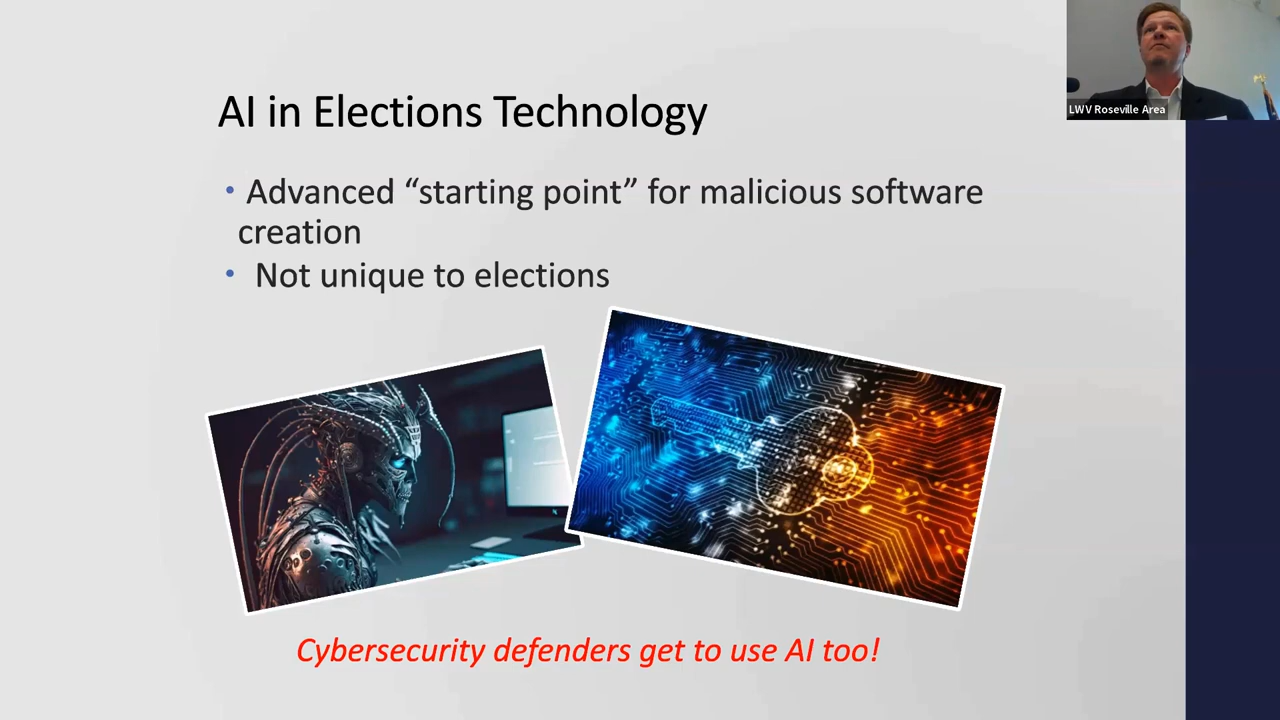 LWV Roseville Area
AI in Elections Technology
• Advanced “starting point” for malicious software
creation
• Not unique to elections
Cybersecurity defenders get to use AI too!